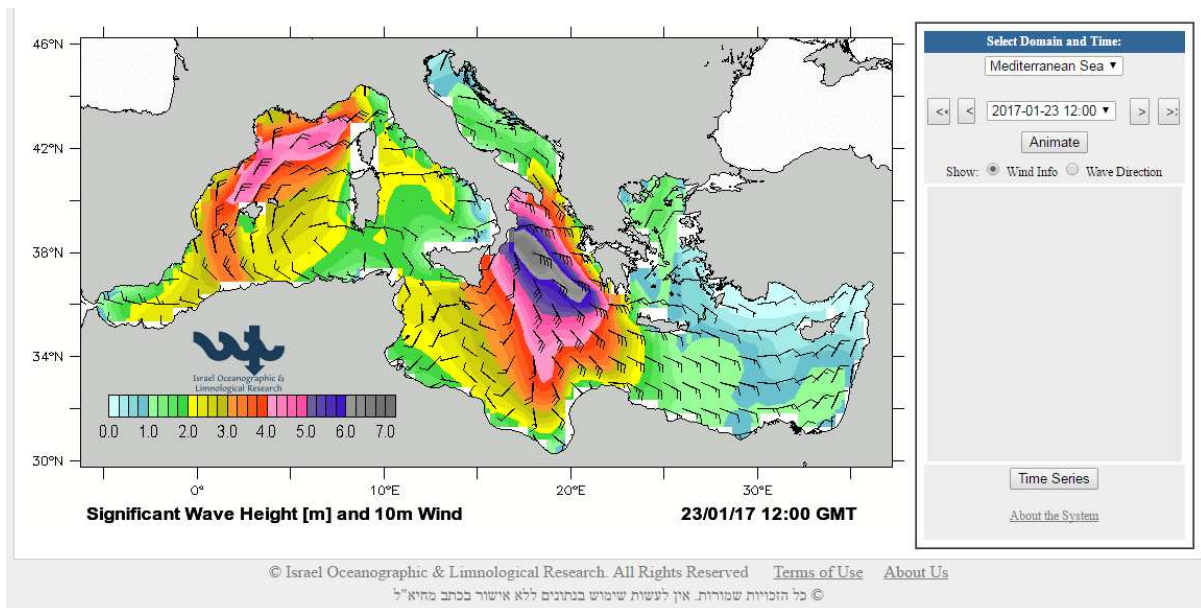 46°N
42°N
38°N
34°N
30°N
Israel Oceanographic &
Limnological Research
0.0 1.0 2.0 3.0 4.0 5.0 6.0 7.0
0° 10°E 20°E 30°E
Significant Wave Height [m] and 10m Wind 23/01/17 12:00 GMT
Select Domain and Time:
Mediterranean Sea
<< < 2017-01-23 12:00 > >:
Animate
Show: Wind Info Wave Direction
Time Series
About the System
© Israel Oceanographic & Limnological Research. All Rights Reserved Terms of Use About Us
© כל הזכויות שמורות. אין לעשות שימוש בנתונים ללא אישור בכתב מחיא"ל